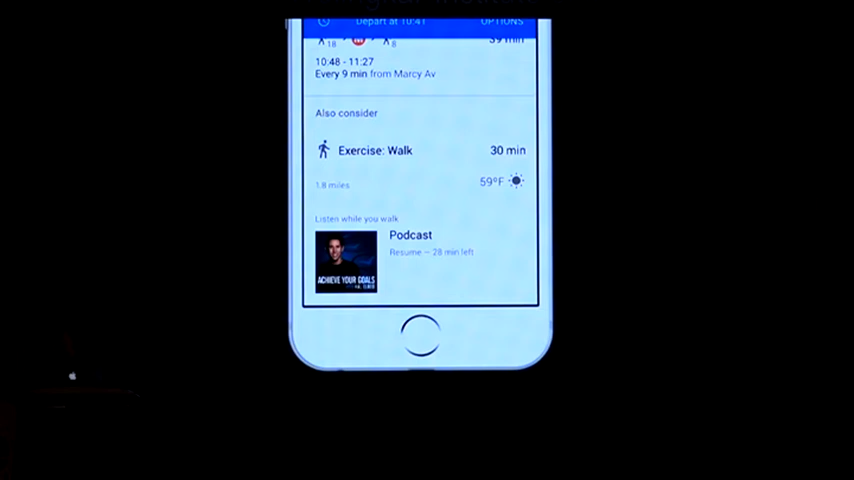 Depart at 10:41 OPTIONS
18 8 39 min
10:48 - 11:27
Every 9 min from Marcy Av
Also consider
Exercise: Walk 30 min
1.8 miles 59°F
Listen while you walk
Podcast
Resume – 28 min left
ACHIEVE YOUR GOALS